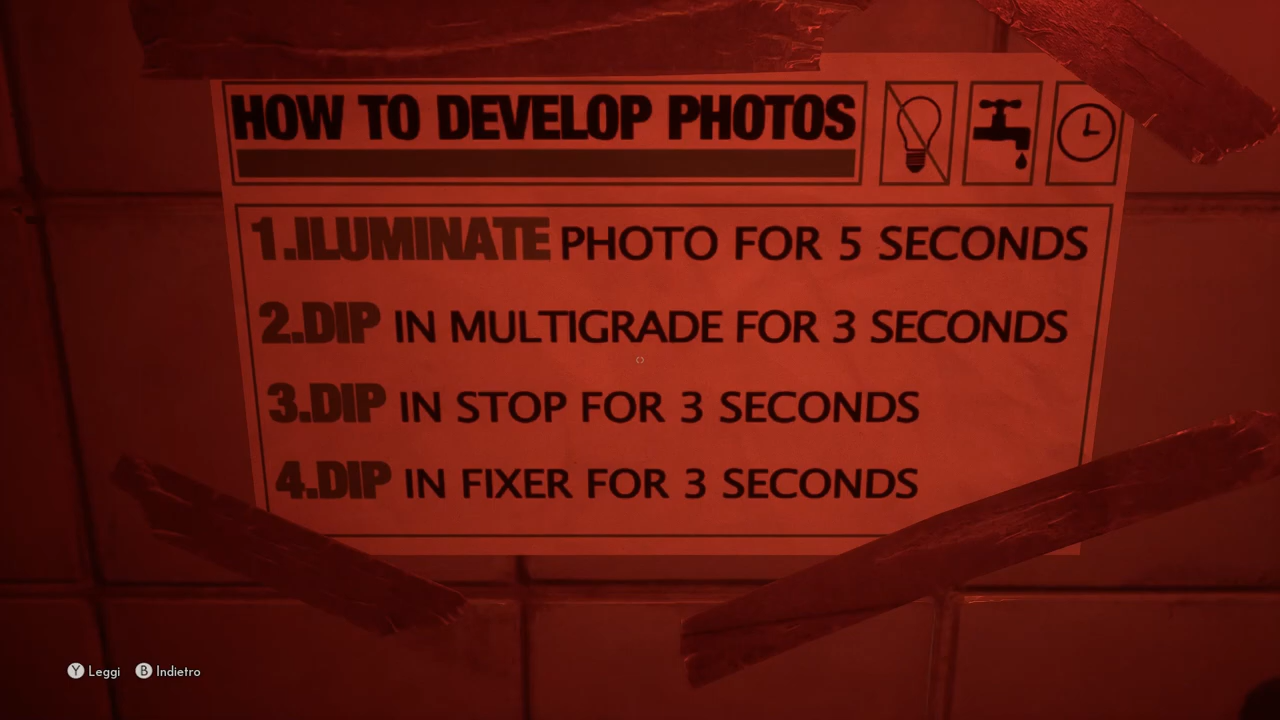 HOW TO DEVELOP PHOTOS
1.ILUMINATE PHOTO FOR 5 SECONDS
2.DIP IN MULTIGRADE FOR 3 SECONDS
3.DIP IN STOP FOR 3 SECONDS
4.DIP IN FIXER FOR 3 SECONDS
Y Leggi B Indietro